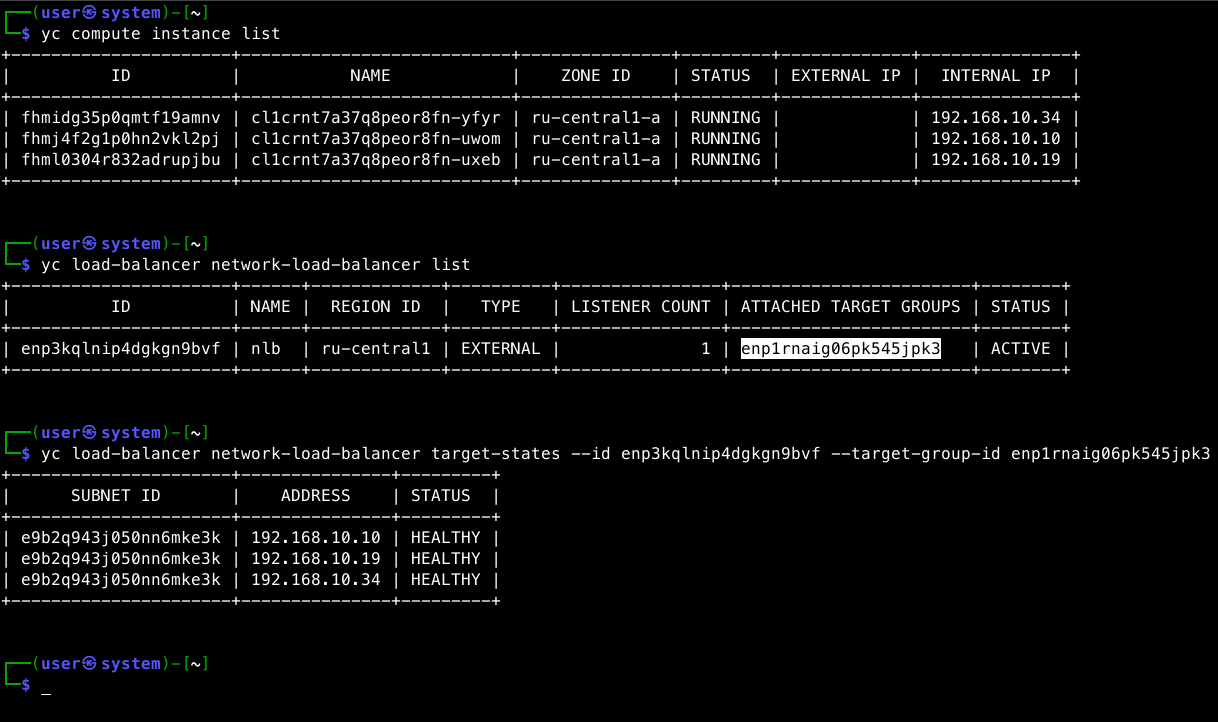 ┌──(user㉿system)-[~]
└─$ yc compute instance list
+----------------------+---------------------------+---------------+---------+-------------+---------------+
| ID | NAME | ZONE ID | STATUS | EXTERNAL IP | INTERNAL IP |
+----------------------+---------------------------+---------------+---------+-------------+---------------+
| fhmidg35p0qmtf19amnv | cl1crnt7a37q8peor8fn-yfyr | ru-central1-a | RUNNING | | 192.168.10.34 |
| fhmj4f2g1p0hn2vkl2pj | cl1crnt7a37q8peor8fn-uwom | ru-central1-a | RUNNING | | 192.168.10.10 |
| fhml0304r832adrupjbu | cl1crnt7a37q8peor8fn-uxeb | ru-central1-a | RUNNING | | 192.168.10.19 |
+----------------------+---------------------------+---------------+---------+-------------+---------------+
┌──(user㉿system)-[~]
└─$ yc load-balancer network-load-balancer list
+----------------------+------+-------------+----------+----------------+------------------------+--------+
| ID | NAME | REGION ID | TYPE | LISTENER COUNT | ATTACHED TARGET GROUPS | STATUS |
+----------------------+------+-------------+----------+----------------+------------------------+--------+
| enp3kqlnip4dgkgn9bvf | nlb | ru-central1 | EXTERNAL | 1 | enp1rnaig06pk545jpk3 | ACTIVE |
+----------------------+------+-------------+----------+----------------+------------------------+--------+
┌──(user㉿system)-[~]
└─$ yc load-balancer network-load-balancer target-states --id enp3kqlnip4dgkgn9bvf --target-group-id enp1rnaig06pk545jpk3
+----------------------+---------------+---------+
| SUBNET ID | ADDRESS | STATUS |
+----------------------+---------------+---------+
| e9b2q943j050nn6mke3k | 192.168.10.10 | HEALTHY |
| e9b2q943j050nn6mke3k | 192.168.10.19 | HEALTHY |
| e9b2q943j050nn6mke3k | 192.168.10.34 | HEALTHY |
+----------------------+---------------+---------+
┌──(user㉿system)-[~]
└─$ _